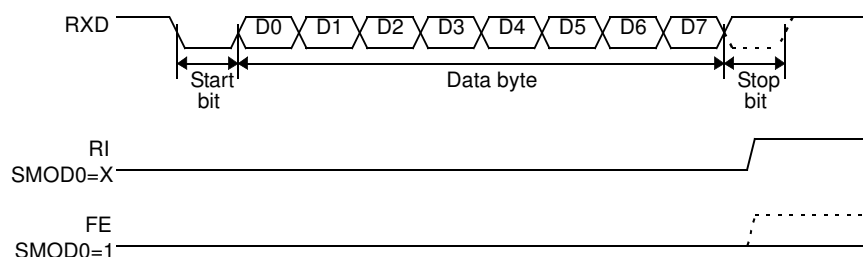 RXD D0 D1 D2 D3 D4 D5 D6 D7
Start bit Data byte Stop bit
RI
SMOD0=X
FE
SMOD0=1